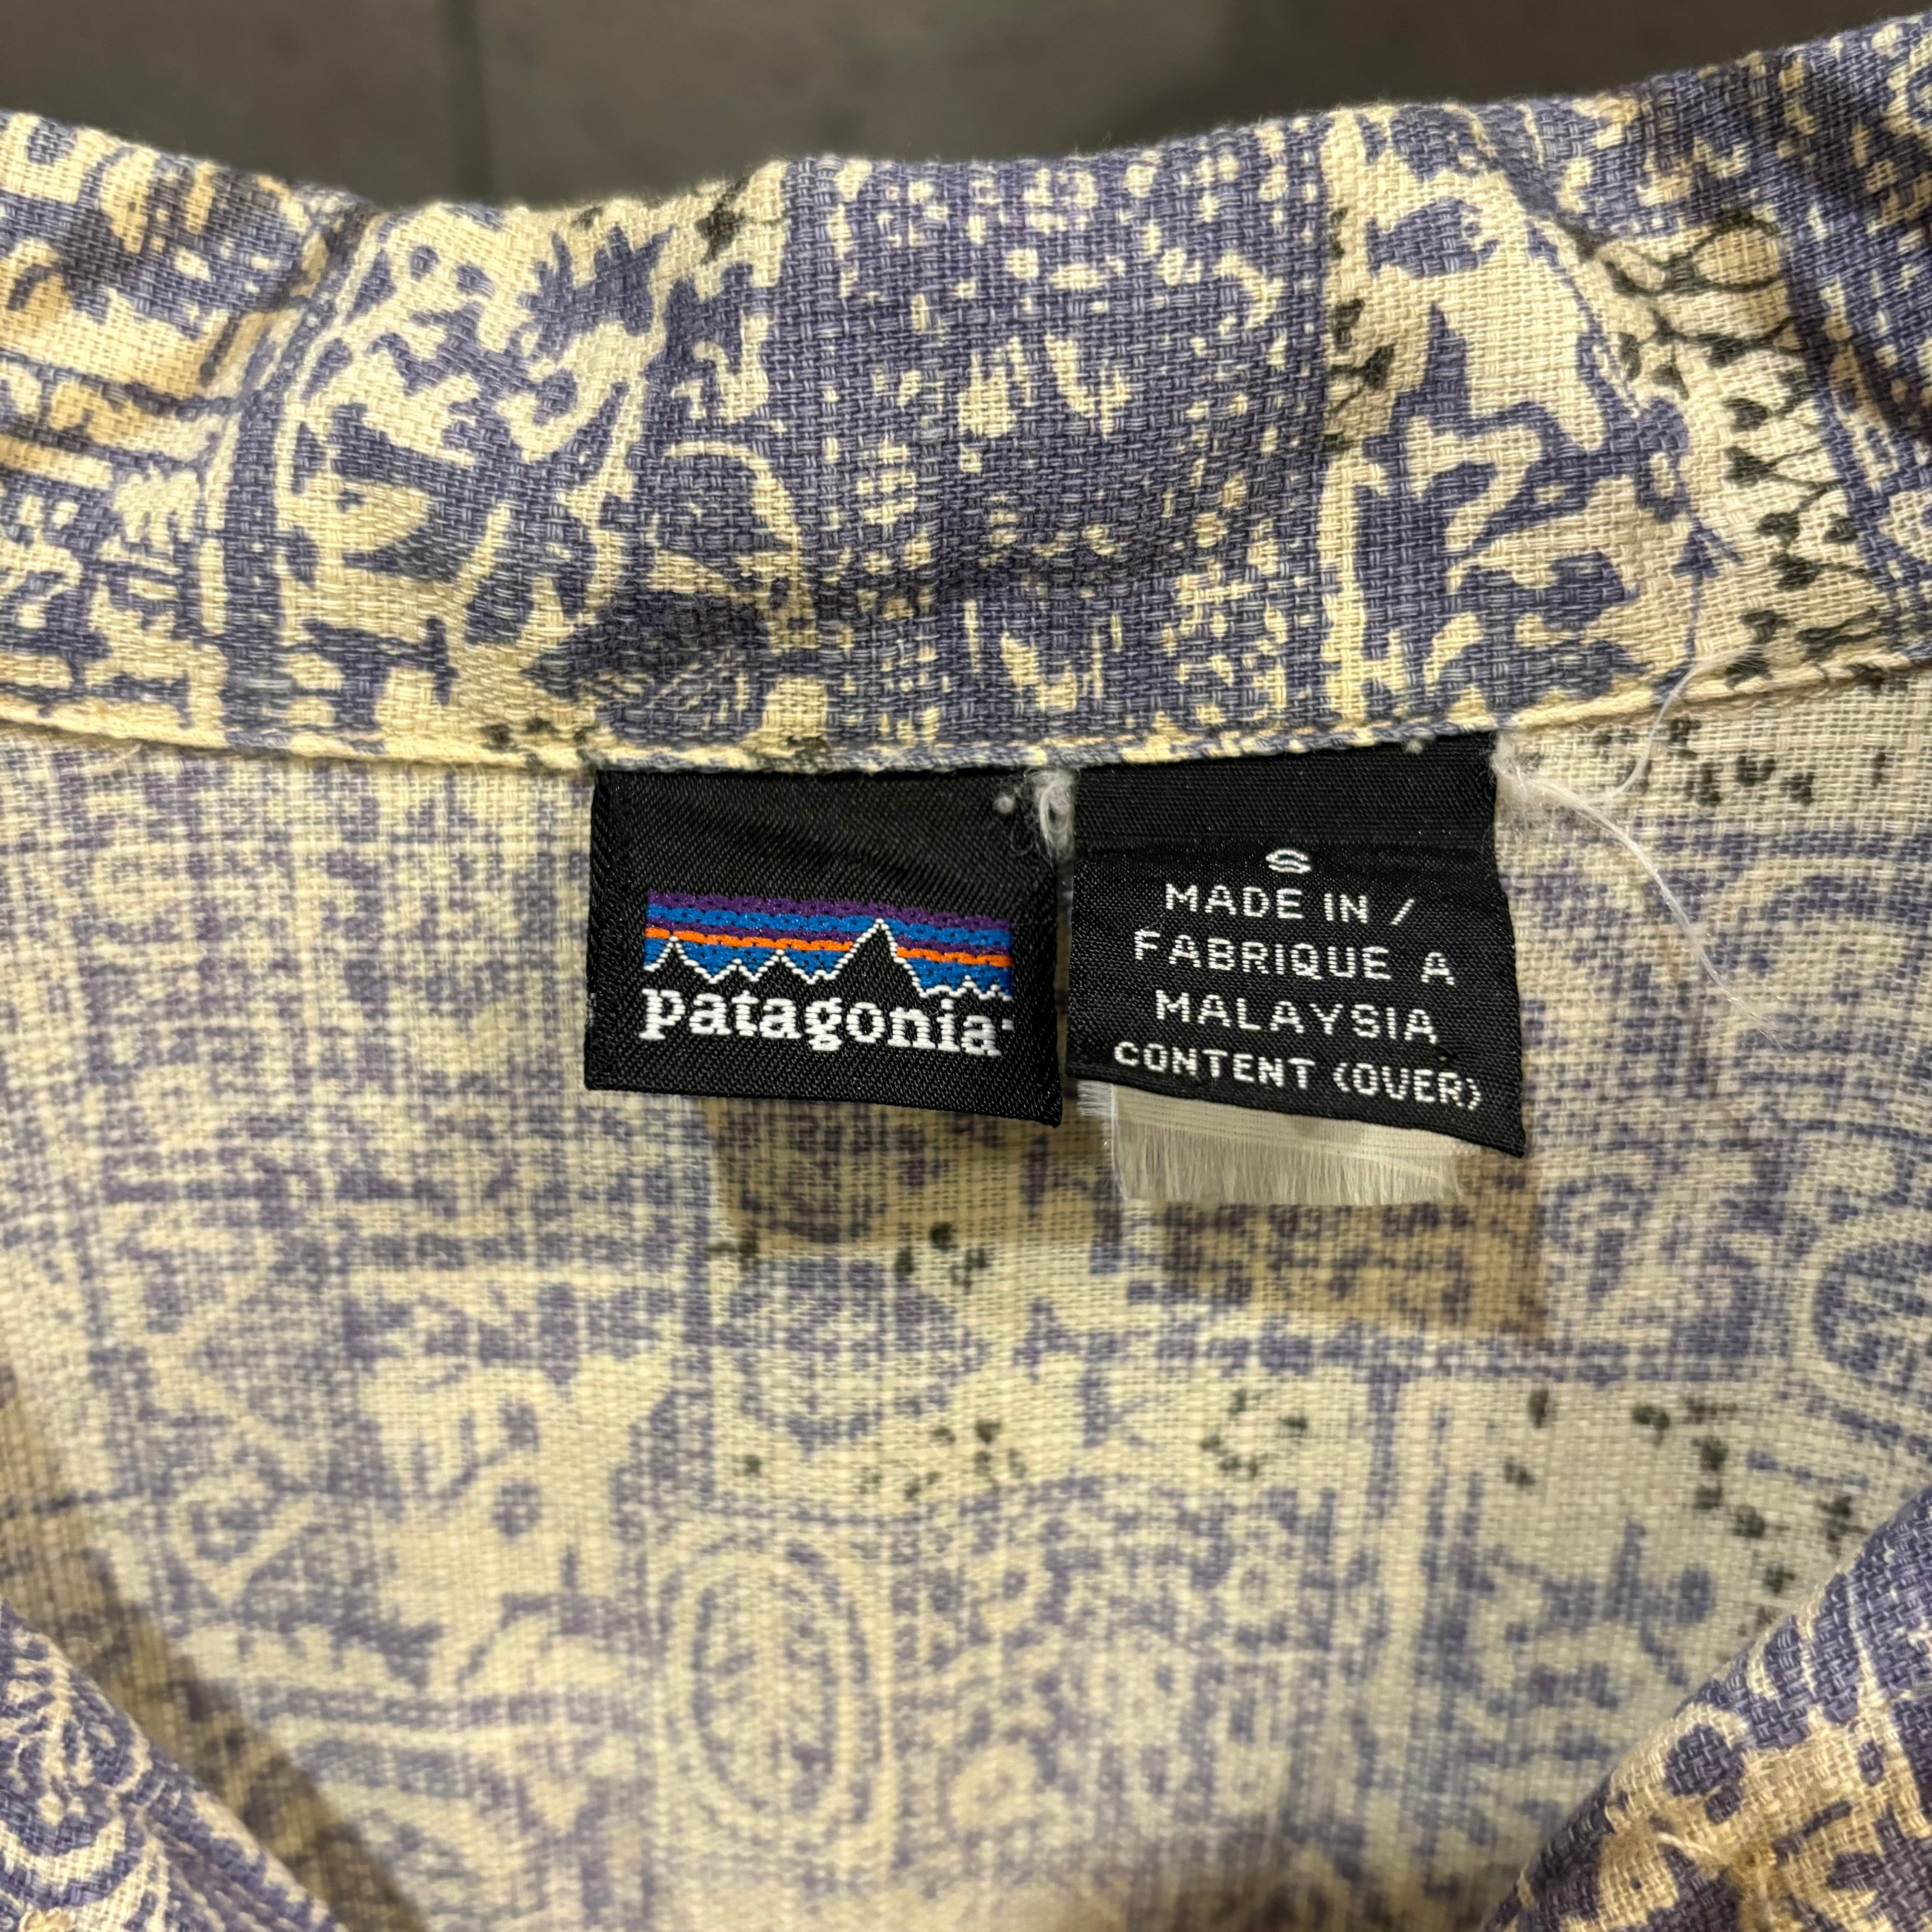 patagonia
S
MADE IN /
FABRIQUE A
MALAYSIA
CONTENT (OVER)